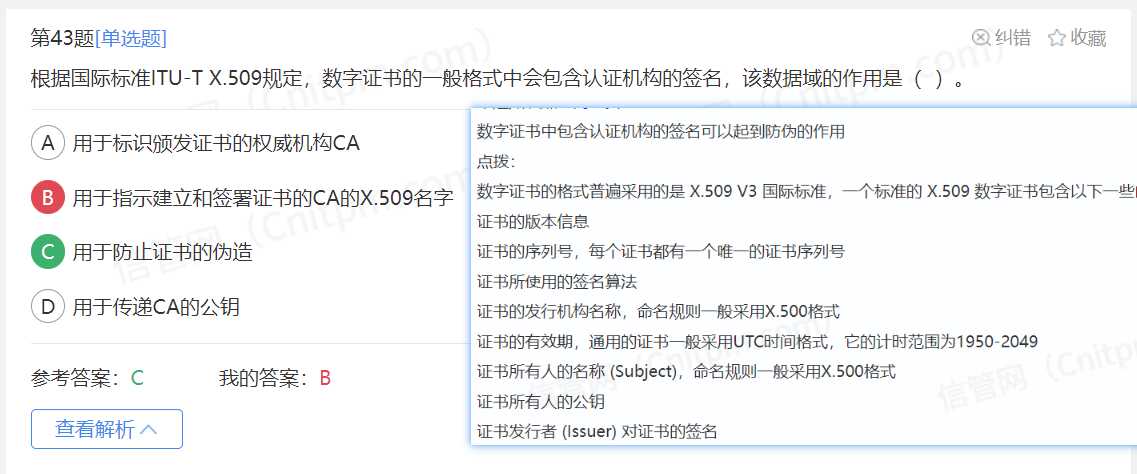 第43题[单选题]
纠错
收藏
根据国际标准ITU-T X.509规定，数字证书的一般格式中会包含认证机构的签名，该数据域的作用是（ ）。
A 用于标识颁发证书的权威机构CA
B 用于指示建立和签署证书的CA的X.509名字
C 用于防止证书的伪造
D 用于传递CA的公钥
参考答案：C 我的答案：B
查看解析
数字证书中包含认证机构的签名可以起到防伪的作用
点拨：
数字证书的格式普遍采用的是 X.509 V3 国际标准，一个标准的 X.509 数字证书包含以下一些
证书的版本信息
证书的序列号，每个证书都有一个唯一的证书序列号
证书所使用的签名算法
证书的发行机构名称，命名规则一般采用X.500格式
证书的有效期，通用的证书一般采用UTC时间格式，它的计时范围为1950-2049
证书所有人的名称 (Subject)，命名规则一般采用X.500格式
证书所有人的公钥
证书发行者 (Issuer) 对证书的签名
信管网（Cnitpm.com）